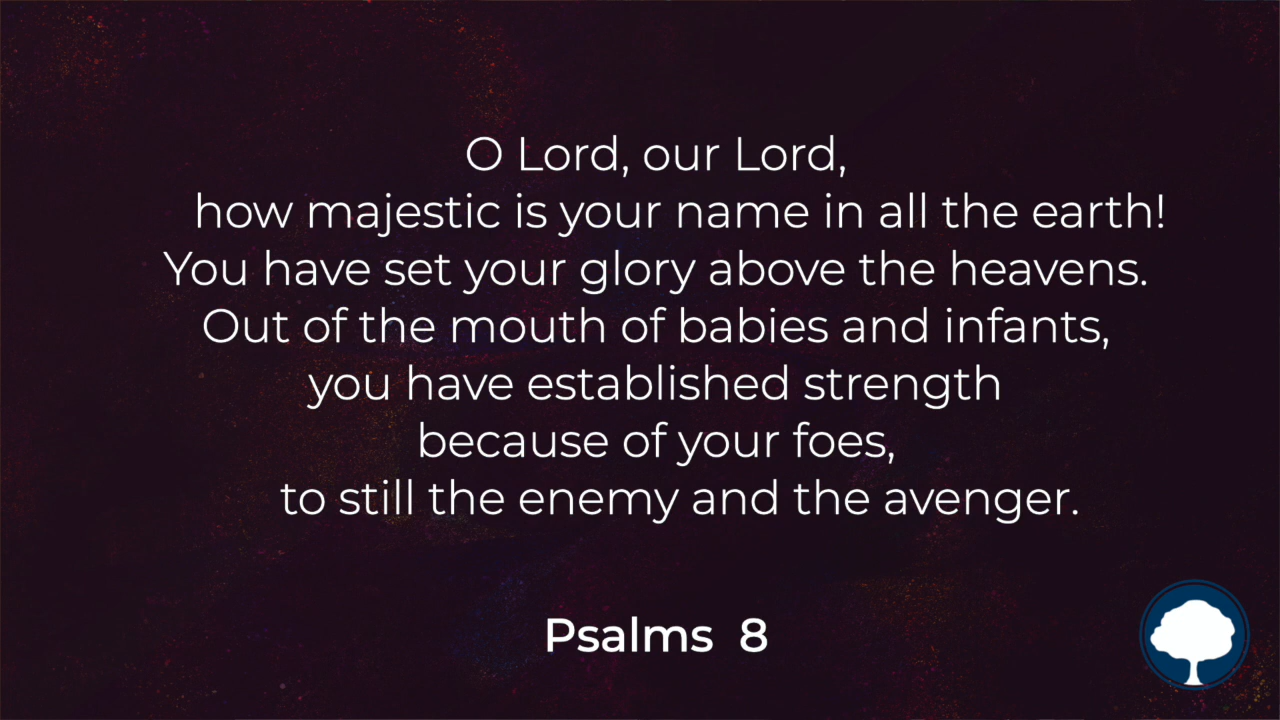 O Lord, our Lord,
how majestic is your name in all the earth!
You have set your glory above the heavens.
Out of the mouth of babies and infants,
you have established strength
because of your foes,
to still the enemy and the avenger.
Psalms 8